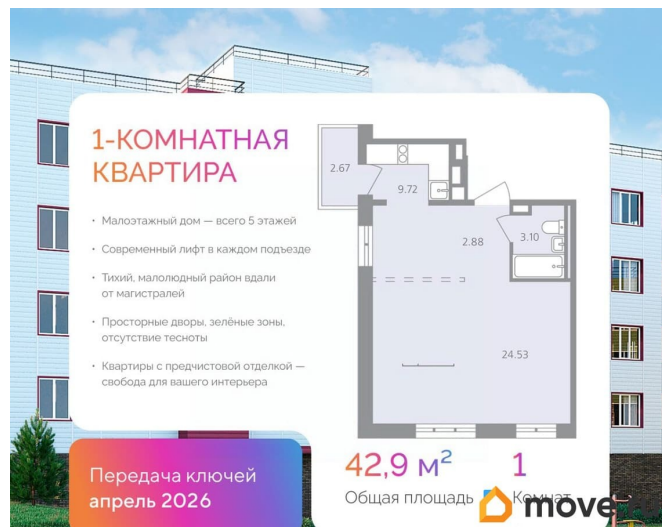 1-КОМНАТНАЯ
КВАРТИРА
• Малоэтажный дом — всего 5 этажей
• Современный лифт в каждом подъезде
• Тихий, малолюдный район вдали
от магистралей
• Просторные дворы, зелёные зоны,
отсутствие тесноты
• Квартиры с предчистовой отделкой —
свобода для вашего интерьера
2.67
9.72
2.88
3.10
24.53
Передача ключей
апрель 2026
42,9 м² 1
Общая площадь Комнат
move